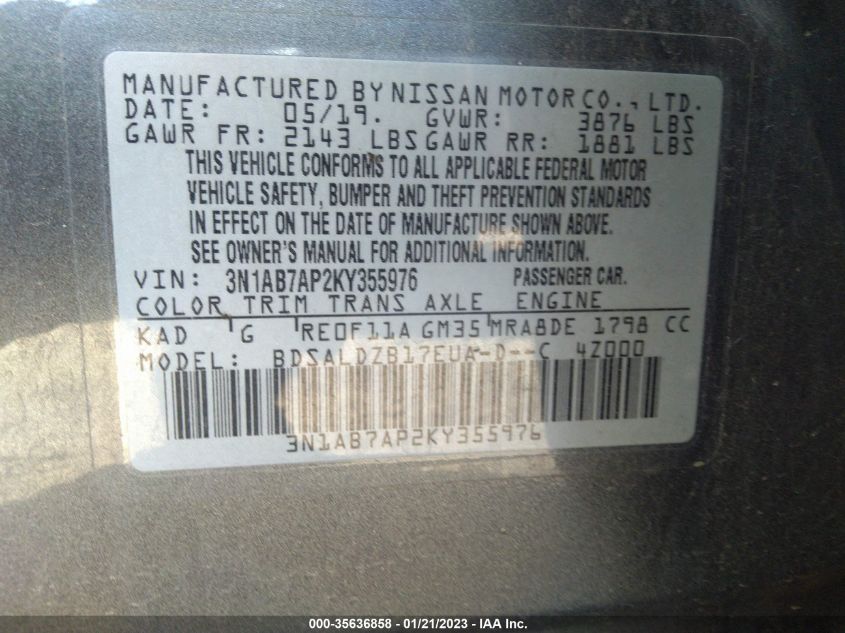 MANUFACTURED BY NISSAN MOTOR CO., LTD.
DATE: 05/19. GVWR: 3876 LBS
GAWR FR: 2143 LBS GAWR RR: 1881 LBS
THIS VEHICLE CONFORMS TO ALL APPLICABLE FEDERAL MOTOR
VEHICLE SAFETY, BUMPER AND THEFT PREVENTION STANDARDS
IN EFFECT ON THE DATE OF MANUFACTURE SHOWN ABOVE.
SEE OWNER'S MANUAL FOR ADDITIONAL INFORMATION.
VIN: 3N1AB7AP2KY355976 PASSENGER CAR.
COLOR TRIM TRANS AXLE ENGINE
KAD G RE0F11A GM35 MRA8DE 1798 CC
MODEL: BDSALDZB17EUA-D--C 4Z000
3N1AB7AP2KY355976
000-35636858 — 01/21/2023 — IAA Inc.